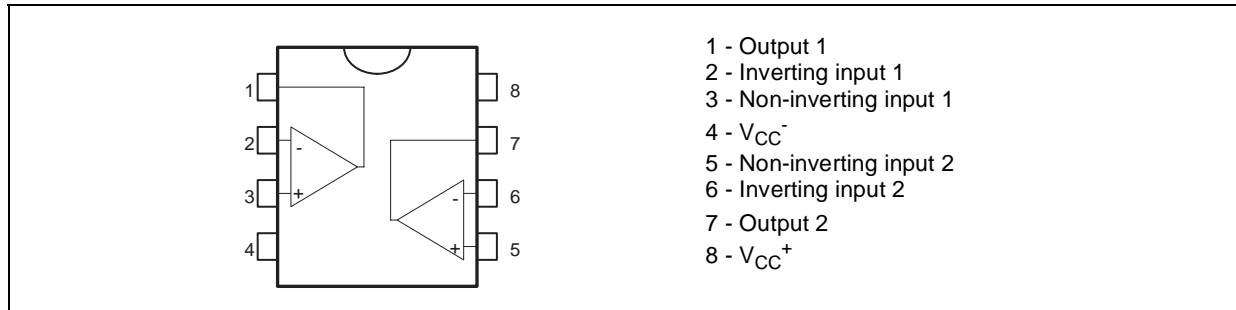 1
2
3
4
8
7
6
5
-
+
-
+
1 - Output 1
2 - Inverting input 1
3 - Non-inverting input 1
4 - VCC-
5 - Non-inverting input 2
6 - Inverting input 2
7 - Output 2
8 - VCC+